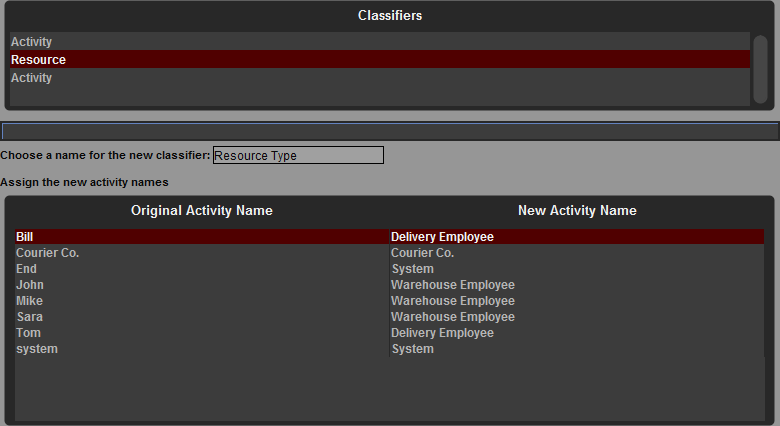 Classifiers
Activity
Resource
Activity
Choose a name for the new classifier: Resource Type
Assign the new activity names
Original Activity Name New Activity Name
Bill Delivery Employee
Courier Co. Courier Co.
End System
John Warehouse Employee
Mike Warehouse Employee
Sara Warehouse Employee
Tom Delivery Employee
system System